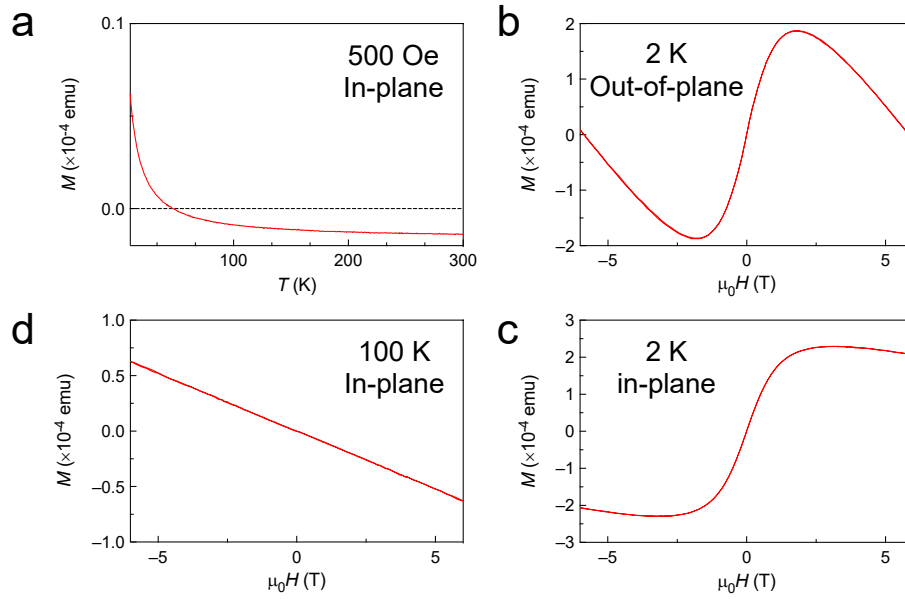 a
500 Oe
In-plane
M (×10⁻⁴ emu)
0.1
0.0
100
200
300
T (K)
b
2 K
Out-of-plane
M (×10⁻⁴ emu)
2
1
0
−1
−2
−5
0
5
μ₀H (T)
d
100 K
In-plane
M (×10⁻⁴ emu)
1.0
0.5
0.0
−0.5
−1.0
−5
0
5
μ₀H (T)
c
2 K
in-plane
M (×10⁻⁴ emu)
3
2
1
0
−1
−2
−3
−5
0
5
μ₀H (T)